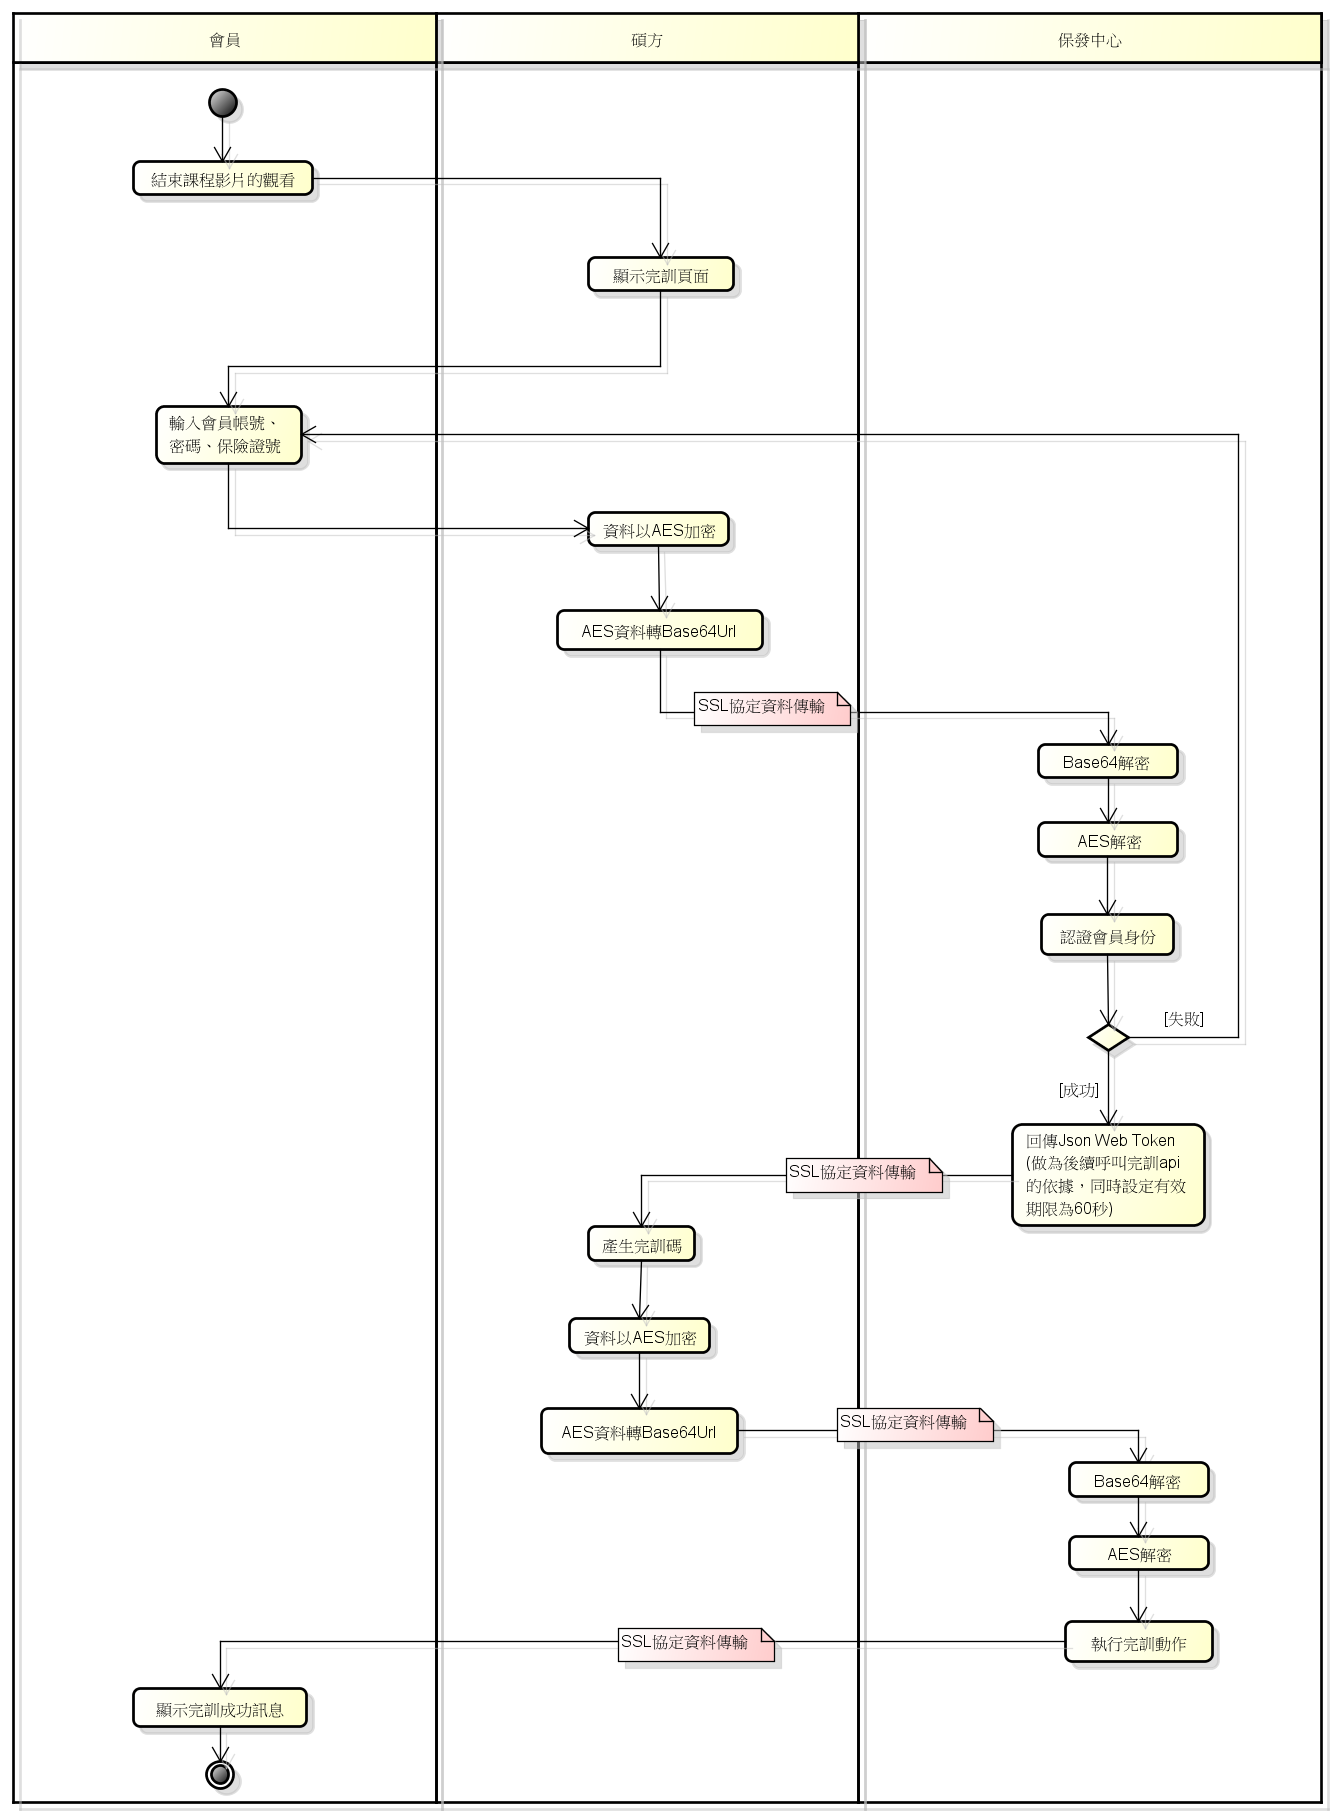 會員
碩方
保發中心
結束課程影片的觀看
顯示完訓頁面
輸入會員帳號、
密碼、保險證號
資料以AES加密
AES資料轉Base64Url
SSL協定資料傳輸
Base64解密
AES解密
認證會員身份
[失敗]
[成功]
回傳Json Web Token
(做為後續呼叫完訓api
的依據，同時設定有效
期限為60秒)
SSL協定資料傳輸
產生完訓碼
資料以AES加密
AES資料轉Base64Url
SSL協定資料傳輸
Base64解密
AES解密
執行完訓動作
SSL協定資料傳輸
顯示完訓成功訊息